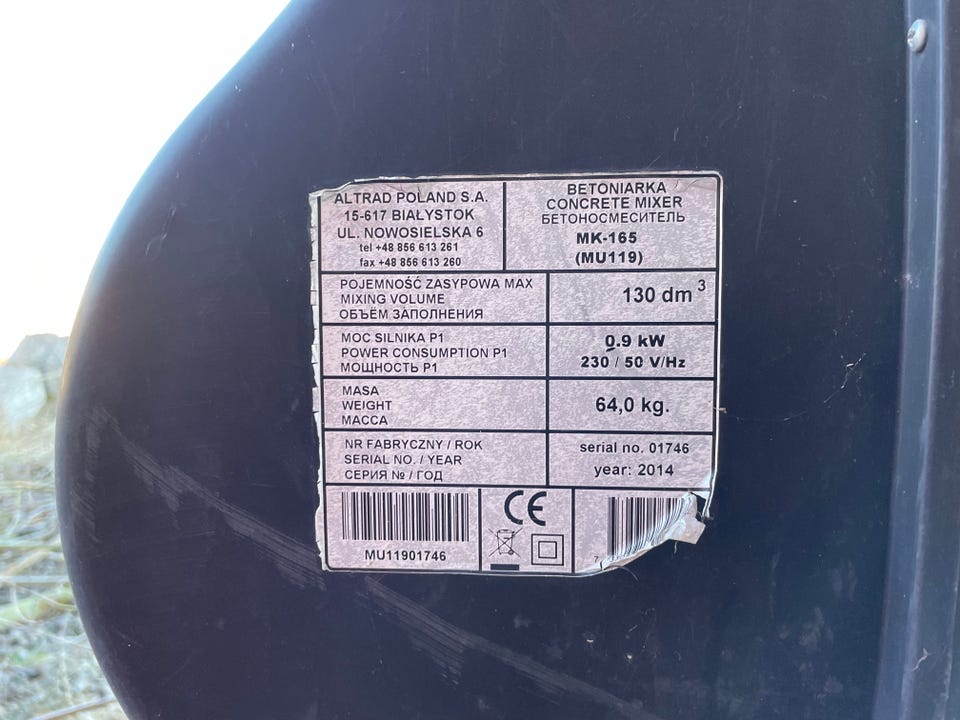 ALTRAD POLAND S.A.
15-617 BIAŁYSTOK
UL. NOWOSIELSKA 6
tel +48 856 613 261
fax +48 856 613 260
BETONIARKA
CONCRETE MIXER
БЕТОНОСМЕСИТЕЛЬ
MK-165
(MU119)
POJEMNOŚĆ ZASYPOWA MAX
MIXING VOLUME
ОБЪЁМ ЗАПОЛНЕНИЯ
130 dm³
MOC SILNIKA P1
POWER CONSUMPTION P1
МОЩНОСТЬ P1
0.9 kW
230 / 50 V/Hz
MASA
WEIGHT
МАССА
64,0 kg.
NR FABRYCZNY / ROK
SERIAL NO. / YEAR
СЕРИЯ № / ГОД
serial no. 01746
year: 2014
MU11901746
CE
7